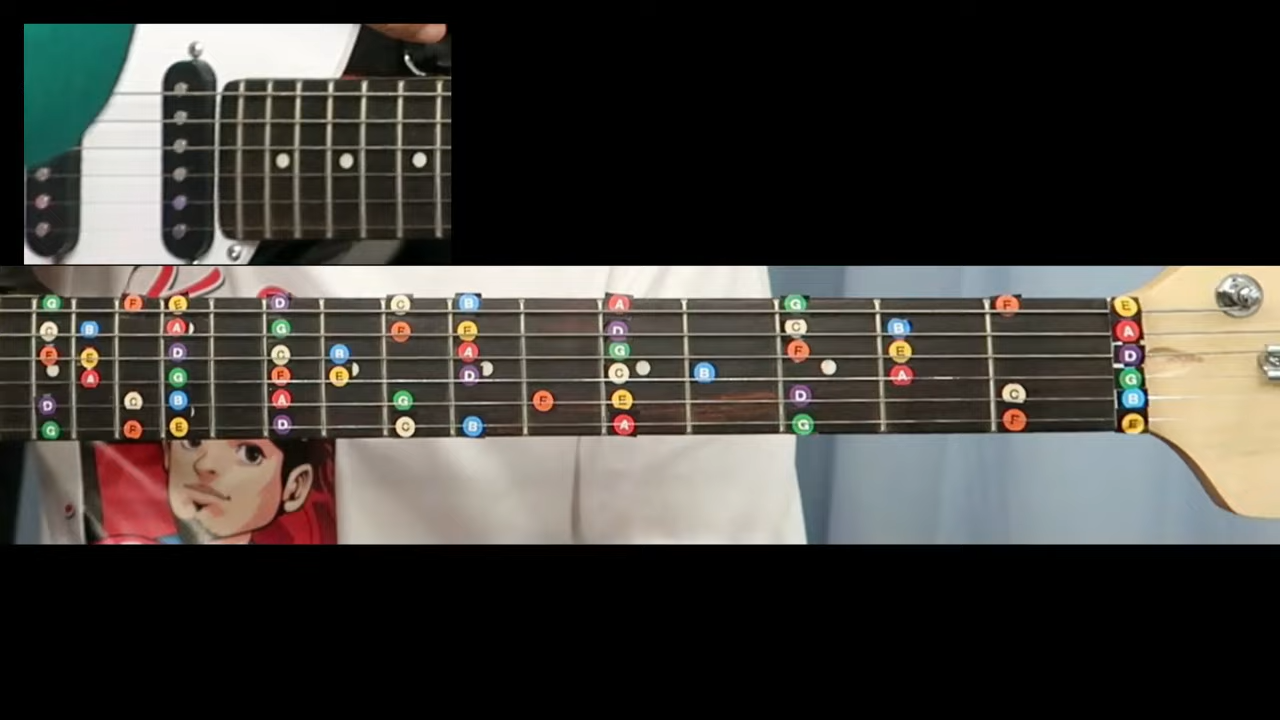 G F E D C B A G F E
C B A G F E D C B A
F E D C B A G F E D
A G F E D C B A G
D C B A G F E D C B
G F E D C B A G F E